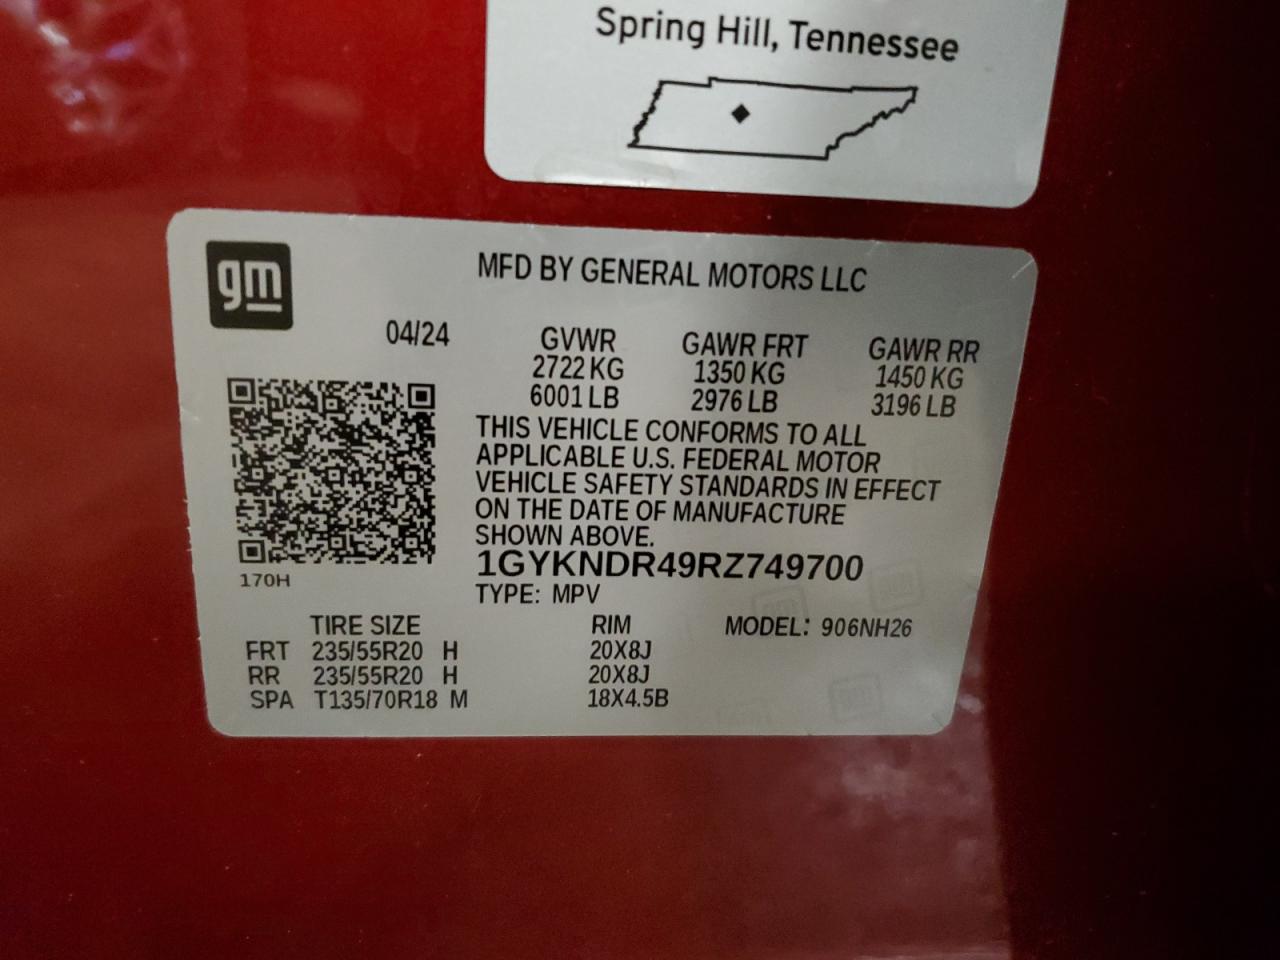 Spring Hill, Tennessee
gm
MFD BY GENERAL MOTORS LLC
04/24 GVWR GAWR FRT GAWR RR
2722 KG 1350 KG 1450 KG
6001 LB 2976 LB 3196 LB
THIS VEHICLE CONFORMS TO ALL
APPLICABLE U.S. FEDERAL MOTOR
VEHICLE SAFETY STANDARDS IN EFFECT
ON THE DATE OF MANUFACTURE
SHOWN ABOVE.
1GYKNDR49RZ749700
170H
TYPE: MPV
TIRE SIZE RIM MODEL: 906NH26
FRT 235/55R20 H 20X8J
RR 235/55R20 H 20X8J
SPA T135/70R18 M 18X4.5B